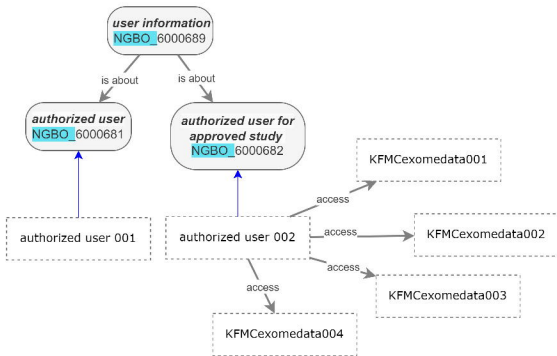 user information
NGBO_6000689
is about
is about
authorized user
NGBO_6000681
authorized user for
approved study
NGBO_6000682
KFMCexomedata001
access
authorized user 001
authorized user 002
access
KFMCexomedata002
access
access
KFMCexomedata003
KFMCexomedata004